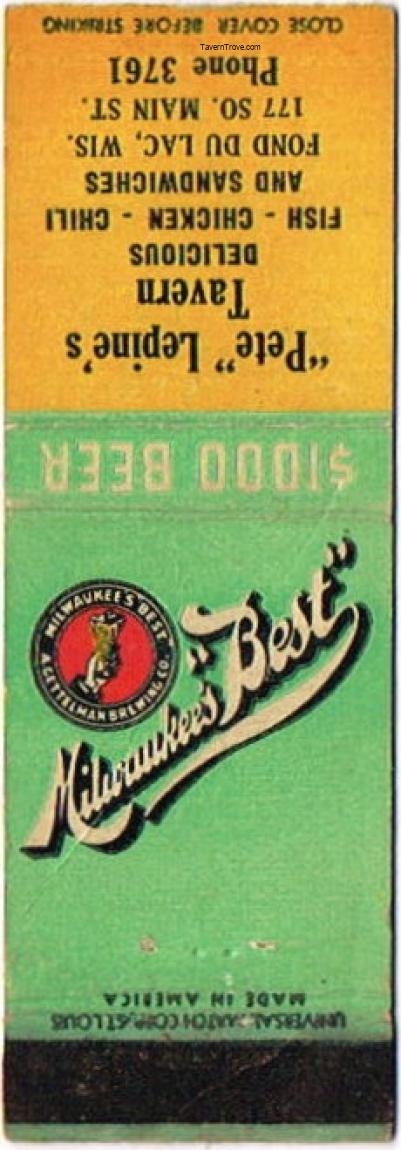 TavernTrove.com
"Pete" Lepine's
Tavern
DELICIOUS
FISH - CHICKEN - CHILI
AND SANDWICHES
FOND DU LAC, WIS.
177 SO. MAIN ST.
Phone 3761
CLOSE COVER BEFORE STRIKING
$1000 BEER
MILWAUKEE'S BEST
A. GETTELMAN BREWING CO.
Milwaukee's "Best"
UNIVERSAL MATCH CORP., ST. LOUIS
MADE IN AMERICA